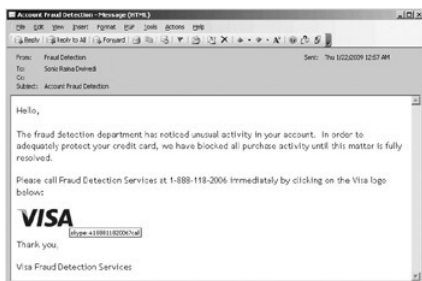 Account Fraud Detection - Message (HTML)
File Edit View Insert Format Tools Actions Help
Reply Reply to All Forward
From: Fraud Detection Sent: Thu 1/22/2009 12:57 AM
To: Sonic Raina Dwivedi
Cc:
Subject: Account Fraud Detection
Hello,
The fraud detection department has noticed unusual activity in your account. In order to
adequately protect your credit card, we have blocked all purchase activity until this matter is fully
resolved.
Please call Fraud Detection Services at 1-888-118-2006 immediately by clicking on the Visa logo
below:
VISA
skype:+18881182006?call
Thank you,
Visa Fraud Detection Services